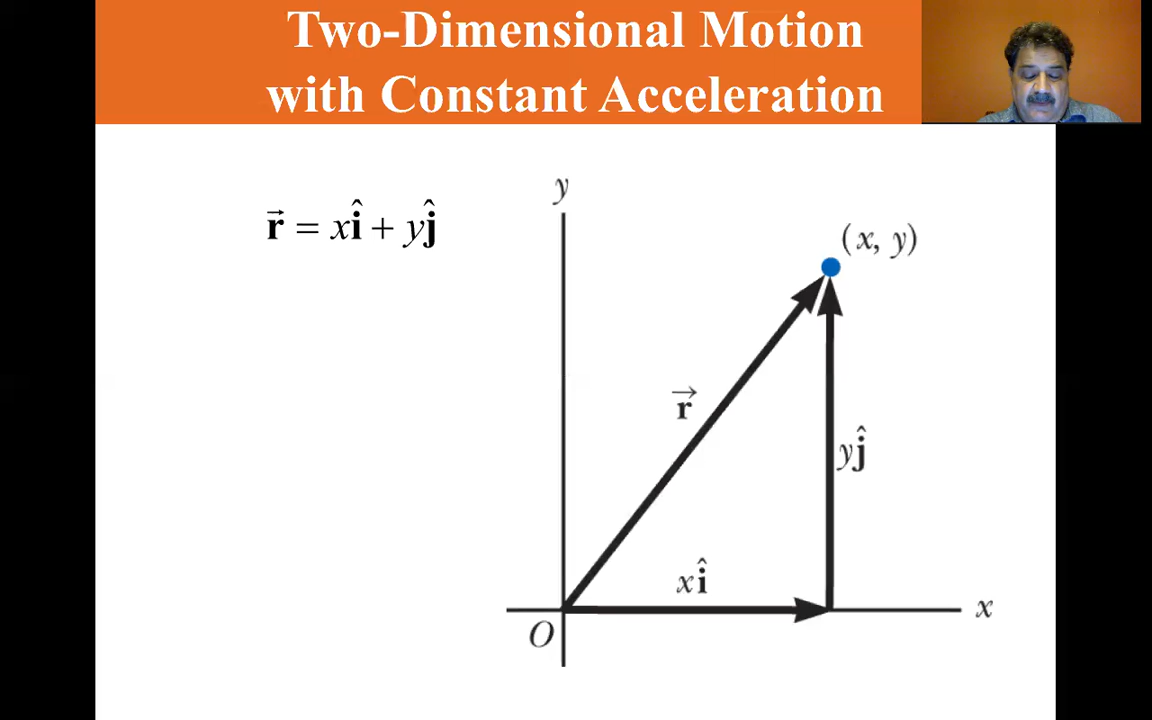 Two-Dimensional Motion
with Constant Acceleration
r⃗ = xî + yĵ
y
(x, y)
r⃗
yĵ
xî
x
O